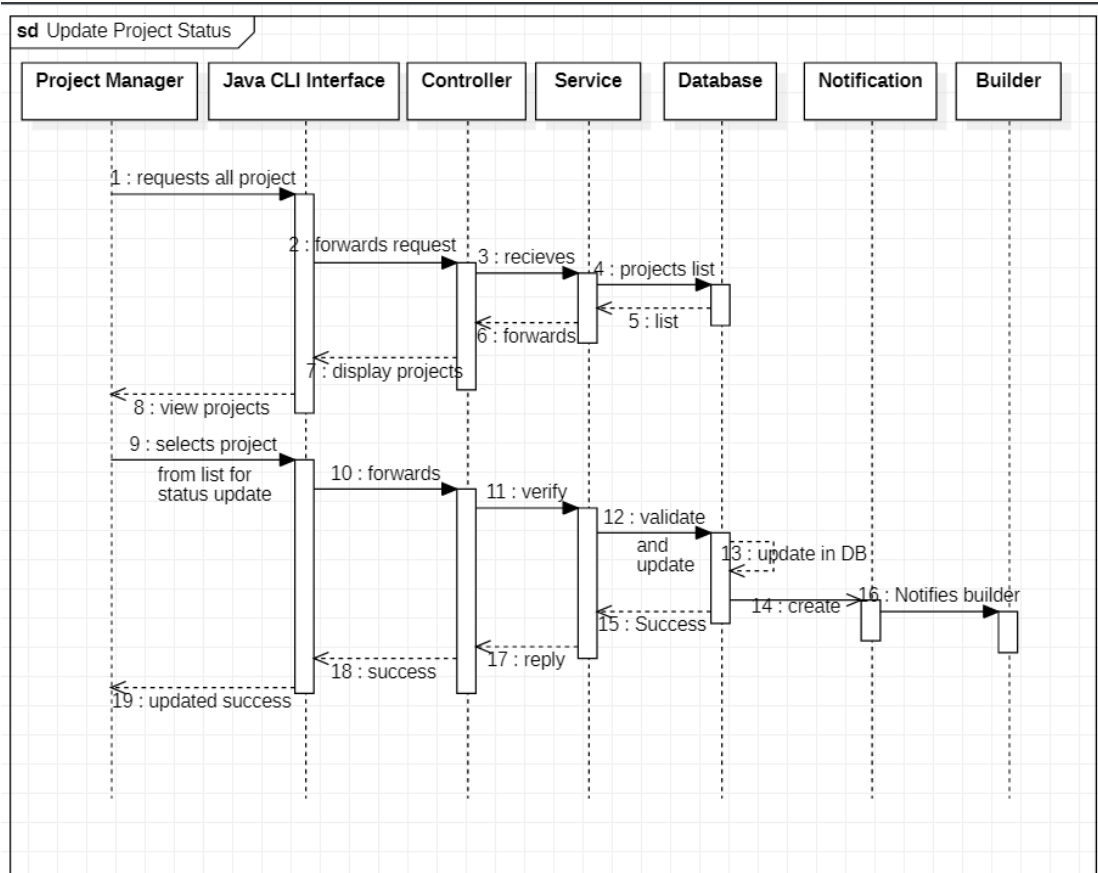 sd Update Project Status
Project Manager
Java CLI Interface
Controller
Service
Database
Notification
Builder
1 : requests all project
2 : forwards request
3 : recieves
4 : projects list
5 : list
6 : forwards
7 : display projects
8 : view projects
9 : selects project
from list for
status update
10 : forwards
11 : verify
12 : validate
and
update
13 : update in DB
14 : create
16 : Notifies builder
15 : Success
17 : reply
18 : success
19 : updated success